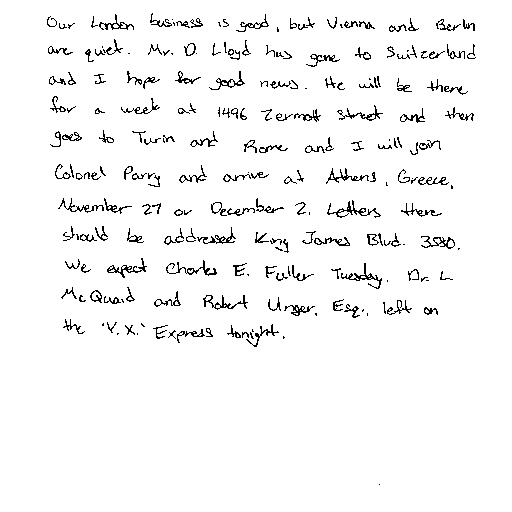 Our London business is good, but Vienna and Berlin
are quiet. Mr. D. Lloyd has gone to Switzerland
and I hope for good news. He will be there
for a week at 1496 Zermott Street and then
goes to Turin and Rome and I will join
Colonel Parry and arrive at Athens, Greece,
November 27 or December 2. Letters there
should be addressed King James Blvd. 3580.
We expect Charles E. Fuller Tuesday. Dr. L
McQuaid and Robert Unger, Esq., left on
the 'Y.X.' Express tonight.